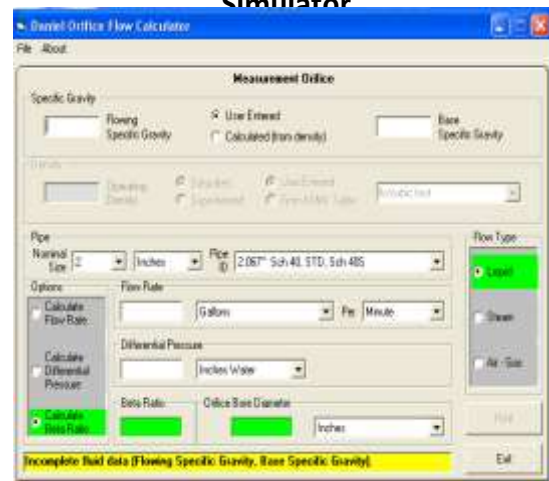 Simulator
Daniel Orifice Flow Calculator
File About
Measurement Orifice
Specific Gravity
Flowing Specific Gravity
Use Entered
Calculated (from density)
Base Specific Gravity
Density
Operating Density
Pipe
Nominal Size 2 Inches Pipe ID 2.067" Sch 40, STD, Sch 40S
Flow Type
Liquid
Steam
Air - Gas
Options
Calculate Flow Rate
Calculate Differential Pressure
Calculate Beta Ratio
Flow Rate
Gallons Per Minute
Differential Pressure
Inches Water
Beta Ratio
Orifice Bore Diameter
Inches
Print
Exit
Incomplete fluid data (Flowing Specific Gravity, Base Specific Gravity)